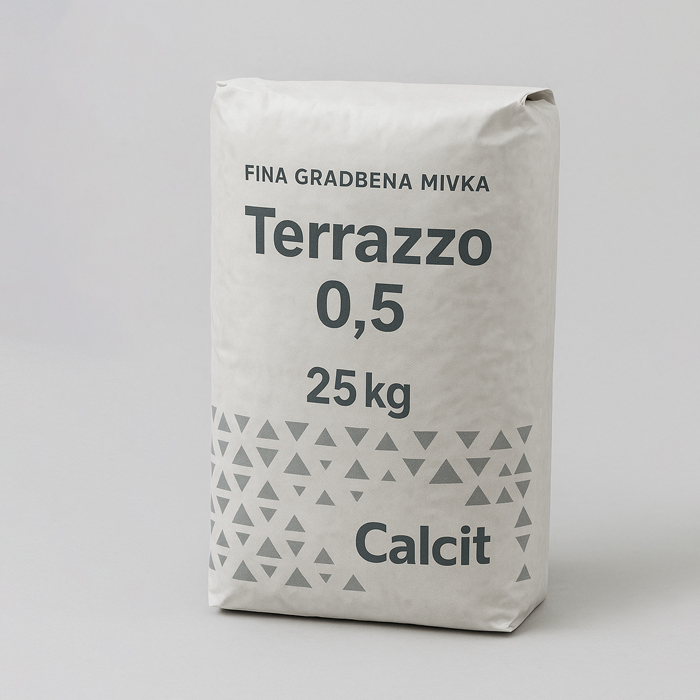 FINA GRADBENA MIVKA
Terrazzo
0,5
25 kg
Calcit